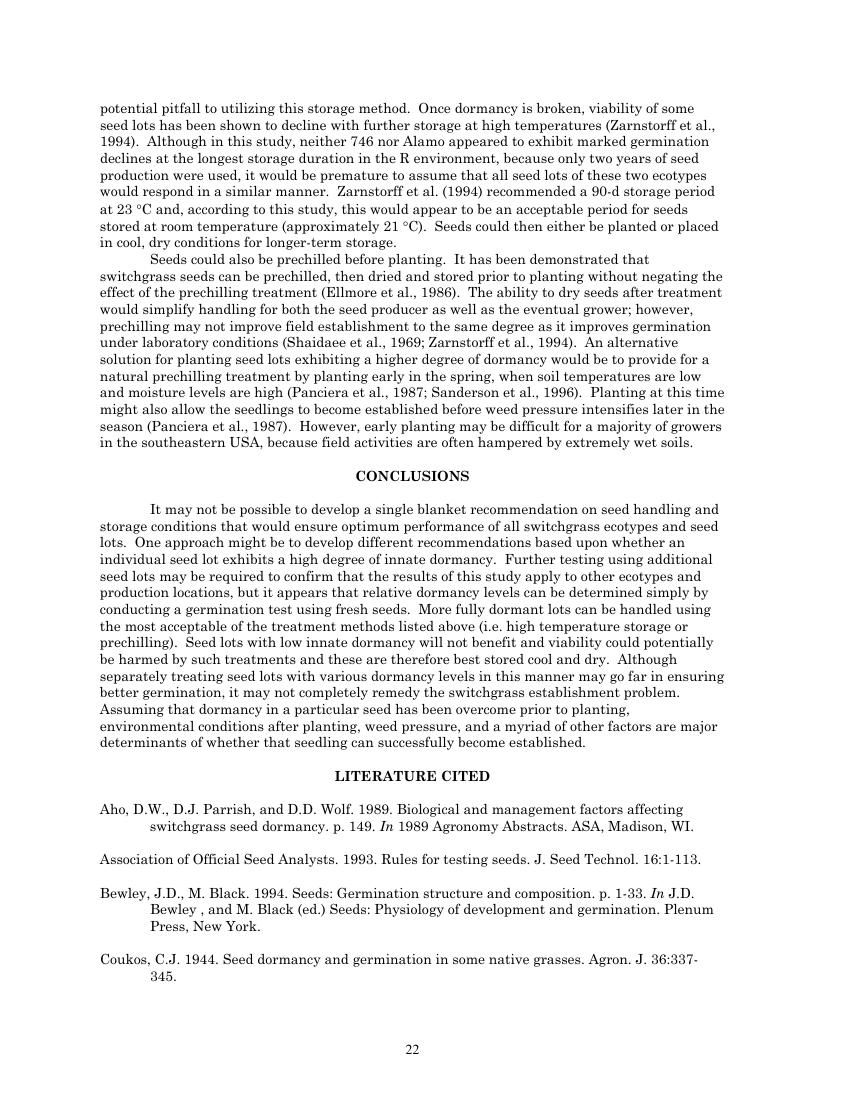 potential pitfall to utilizing this storage method.  Once dormancy is broken, viability of some
seed lots has been shown to decline with further storage at high temperatures (Zarnstorff et al.,
1994).  Although in this study, neither 746 nor Alamo appeared to exhibit marked germination
declines at the longest storage duration in the R environment, because only two years of seed
production were used, it would be premature to assume that all seed lots of these two ecotypes
would respond in a similar manner.  Zarnstorff et al. (1994) recommended a 90-d storage period
at 23 °C and, according to this study, this would appear to be an acceptable period for seeds
stored at room temperature (approximately 21 °C).  Seeds could then either be planted or placed
in cool, dry conditions for longer-term storage.
Seeds could also be prechilled before planting.  It has been demonstrated that
switchgrass seeds can be prechilled, then dried and stored prior to planting without negating the
effect of the prechilling treatment (Ellmore et al., 1986).  The ability to dry seeds after treatment
would simplify handling for both the seed producer as well as the eventual grower; however,
prechilling may not improve field establishment to the same degree as it improves germination
under laboratory conditions (Shaidaee et al., 1969; Zarnstorff et al., 1994).  An alternative
solution for planting seed lots exhibiting a higher degree of dormancy would be to provide for a
natural prechilling treatment by planting early in the spring, when soil temperatures are low
and moisture levels are high (Panciera et al., 1987; Sanderson et al., 1996).  Planting at this time
might also allow the seedlings to become established before weed pressure intensifies later in the
season (Panciera et al., 1987).  However, early planting may be difficult for a majority of growers
in the southeastern USA, because field activities are often hampered by extremely wet soils.
CONCLUSIONS
It may not be possible to develop a single blanket recommendation on seed handling and
storage conditions that would ensure optimum performance of all switchgrass ecotypes and seed
lots.  One approach might be to develop different recommendations based upon whether an
individual seed lot exhibits a high degree of innate dormancy.  Further testing using additional
seed lots may be required to confirm that the results of this study apply to other ecotypes and
production locations, but it appears that relative dormancy levels can be determined simply by
conducting a germination test using fresh seeds.  More fully dormant lots can be handled using
the most acceptable of the treatment methods listed above (i.e. high temperature storage or
prechilling).  Seed lots with low innate dormancy will not benefit and viability could potentially
be harmed by such treatments and these are therefore best stored cool and dry.  Although
separately treating seed lots with various dormancy levels in this manner may go far in ensuring
better germination, it may not completely remedy the switchgrass establishment problem.
Assuming that dormancy in a particular seed has been overcome prior to planting,
environmental conditions after planting, weed pressure, and a myriad of other factors are major
determinants of whether that seedling can successfully become established.
LITERATURE CITED
Aho, D.W., D.J. Parrish, and D.D. Wolf. 1989. Biological and management factors affecting
switchgrass seed dormancy. p. 149. In 1989 Agronomy Abstracts. ASA, Madison, WI.
Association of Official Seed Analysts. 1993. Rules for testing seeds. J. Seed Technol. 16:1-113.
Bewley, J.D., M. Black. 1994. Seeds: Germination structure and composition. p. 1-33. In J.D.
Bewley , and M. Black (ed.) Seeds: Physiology of development and germination. Plenum
Press, New York.
Coukos, C.J. 1944. Seed dormancy and germination in some native grasses. Agron. J. 36:337-
345.
22